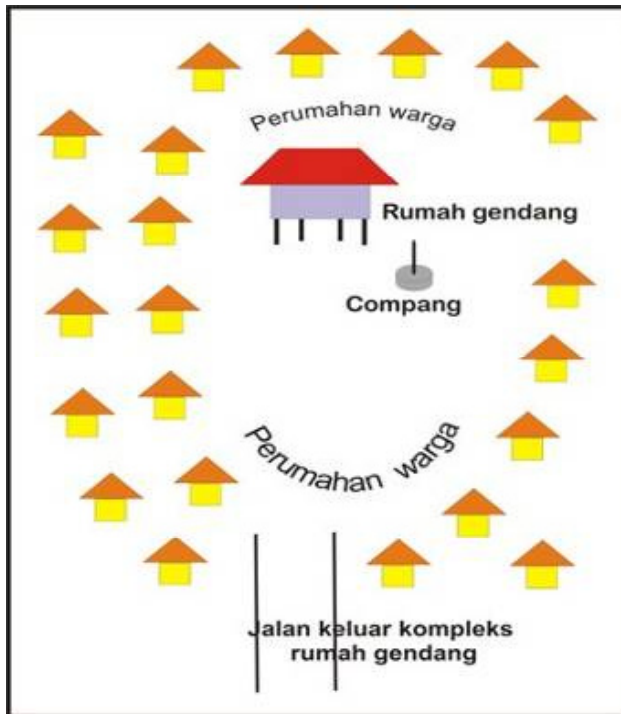 Perumahan warga
Rumah gendang
Compang
Perumahan warga
Jalan keluar kompleks
rumah gendang